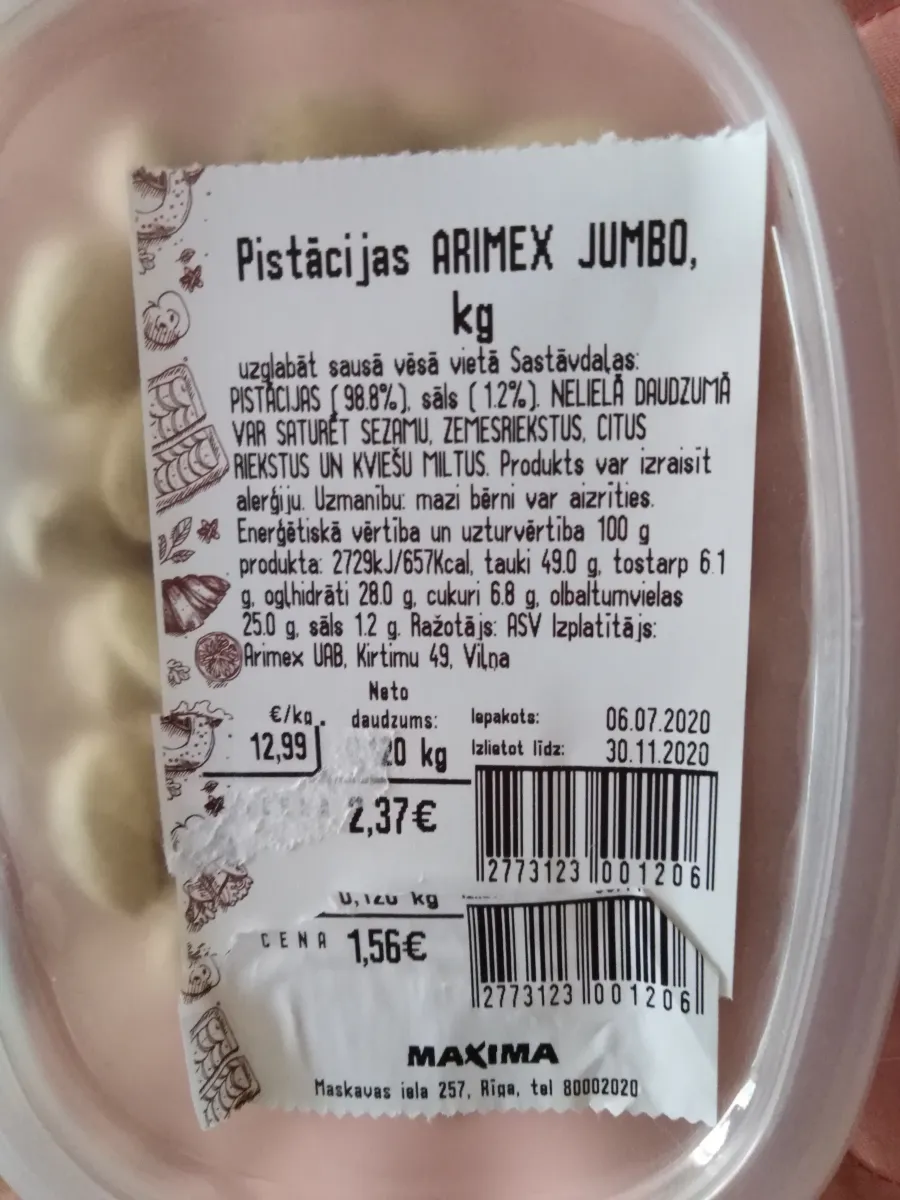 Pistācijas ARIMEX JUMBO,
kg
uzglabāt sausā vēsā vietā Sastāvdaļas:
PISTĀCIJAS (98.8%), sāls (1.2%). NELIELĀ DAUDZUMĀ
VAR SATURĒT SEZAMU, ZEMESRIEKSTUS, CITUS
RIEKSTUS UN KVIEŠU MILTUS. Produkts var izraisīt
alerģiju. Uzmanību: mazi bērni var aizrīties.
Enerģētiskā vērtība un uzturvērtība 100 g
produkta: 2729kJ/657Kcal, tauki 49.0 g, tostarp 6.1
g, ogļhidrāti 28.0 g, cukuri 6.8 g, olbaltumvielas
25.0 g, sāls 1.2 g. Ražotājs: ASV Izplatītājs:
Arimex UAB, Kirtimu 49, Viļņa
Neto
€/kg. daudzums: Iepakots: 06.07.2020
12,99 0,120 kg Izlietot līdz: 30.11.2020
2,37€
2773123 001206
0,120 kg
CENA 1,56€
2773123 001206
MAXIMA
Maskavas iela 257, Rīga, tel 80002020